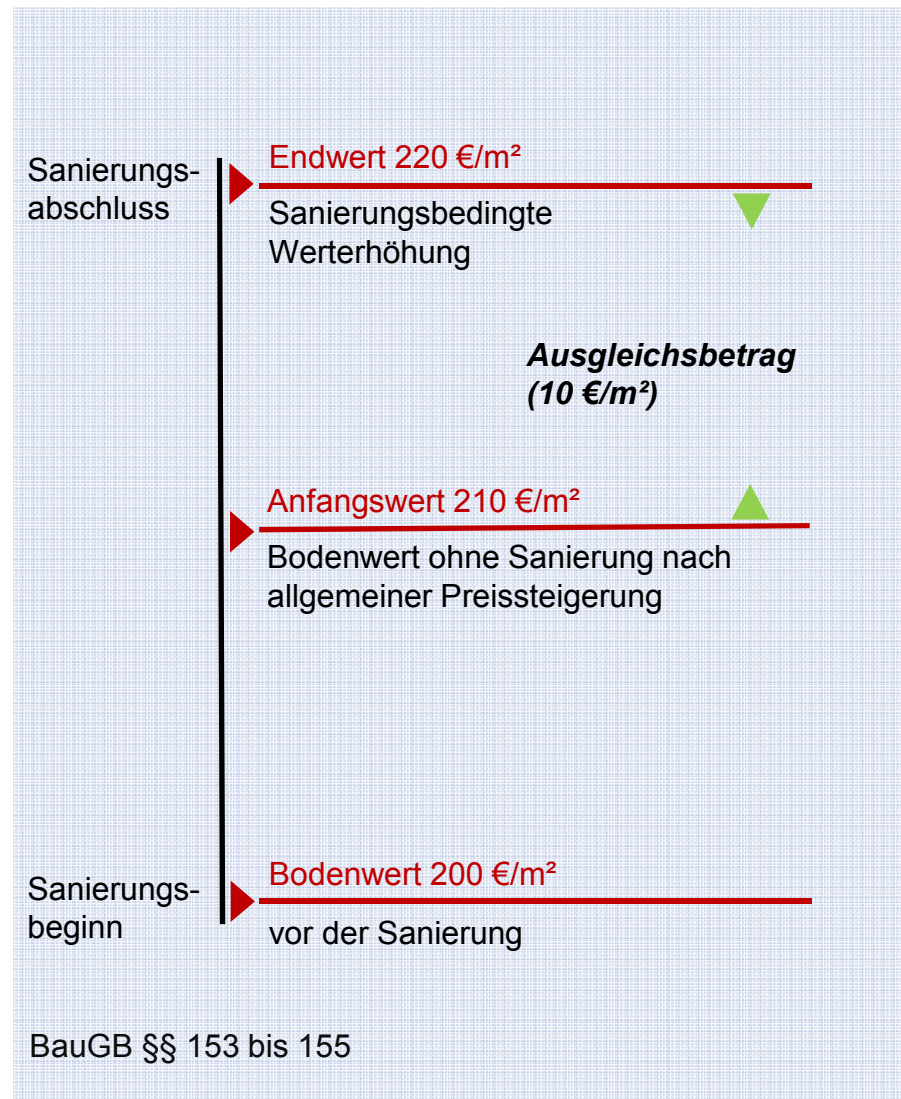 Sanierungs-
abschluss
Endwert 220 €/m²
Sanierungsbedingte
Werterhöhung
Ausgleichsbetrag
(10 €/m²)
Anfangswert 210 €/m²
Bodenwert ohne Sanierung nach
allgemeiner Preissteigerung
Sanierungs-
beginn
Bodenwert 200 €/m²
vor der Sanierung
BauGB §§ 153 bis 155